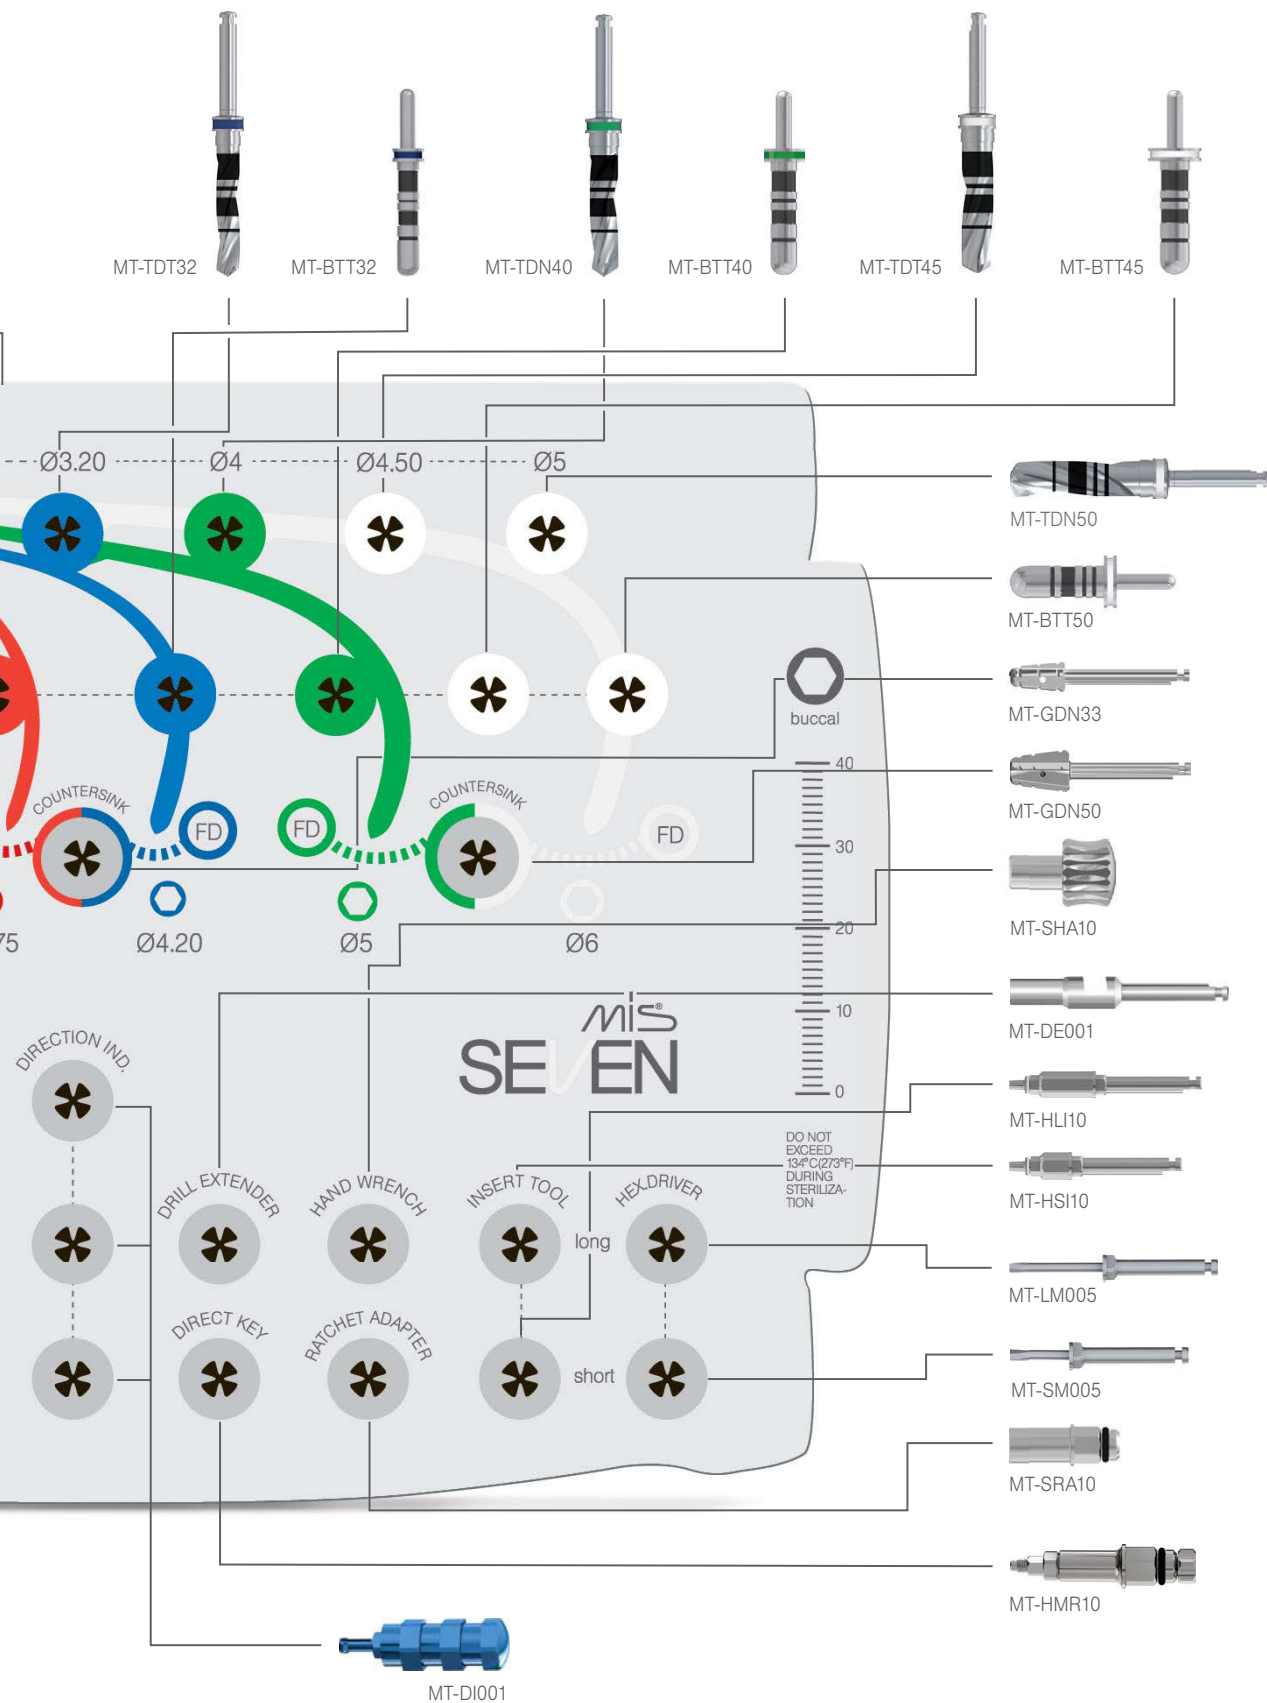 MT-TDT32
MT-BTT32
MT-TDN40
MT-BTT40
MT-TDT45
MT-BTT45
Ø3.20
Ø4
Ø4.50
Ø5
MT-TDN50
MT-BTT50
MT-GDN33
buccal
MT-GDN50
40
COUNTERSINK
COUNTERSINK
FD
FD
FD
30
MT-SHA10
75
Ø4.20
Ø5
Ø6
20
MT-DE001
10
MIS®
SEVEN
DIRECTION IND.
0
MT-HLI10
DO NOT
EXCEED
134°C(273°F)
DURING
STERILIZA-
TION
DRILL EXTENDER
HAND WRENCH
INSERT TOOL
HEX.DRIVER
MT-HSI10
long
MT-LM005
DIRECT KEY
RATCHET ADAPTER
short
MT-SM005
MT-SRA10
MT-HMR10
MT-DI001